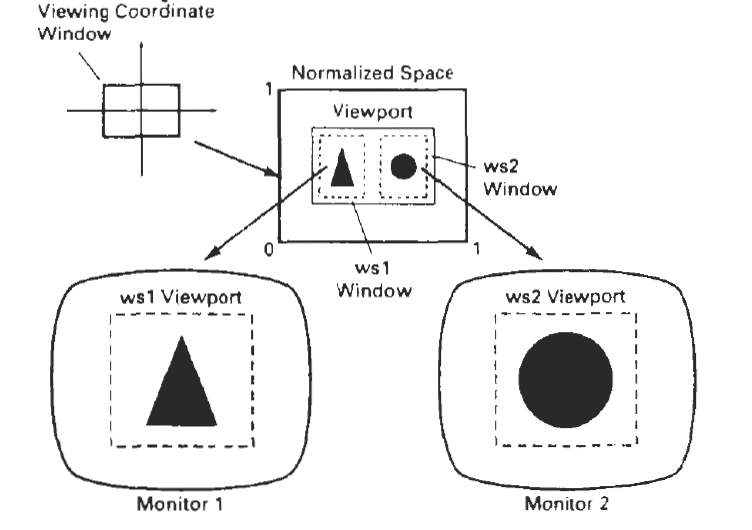 Viewing Coordinate
Window
Normalized Space
1
Viewport
ws2
Window
0
1
ws1
Window
ws1 Viewport
ws2 Viewport
Monitor 1
Monitor 2